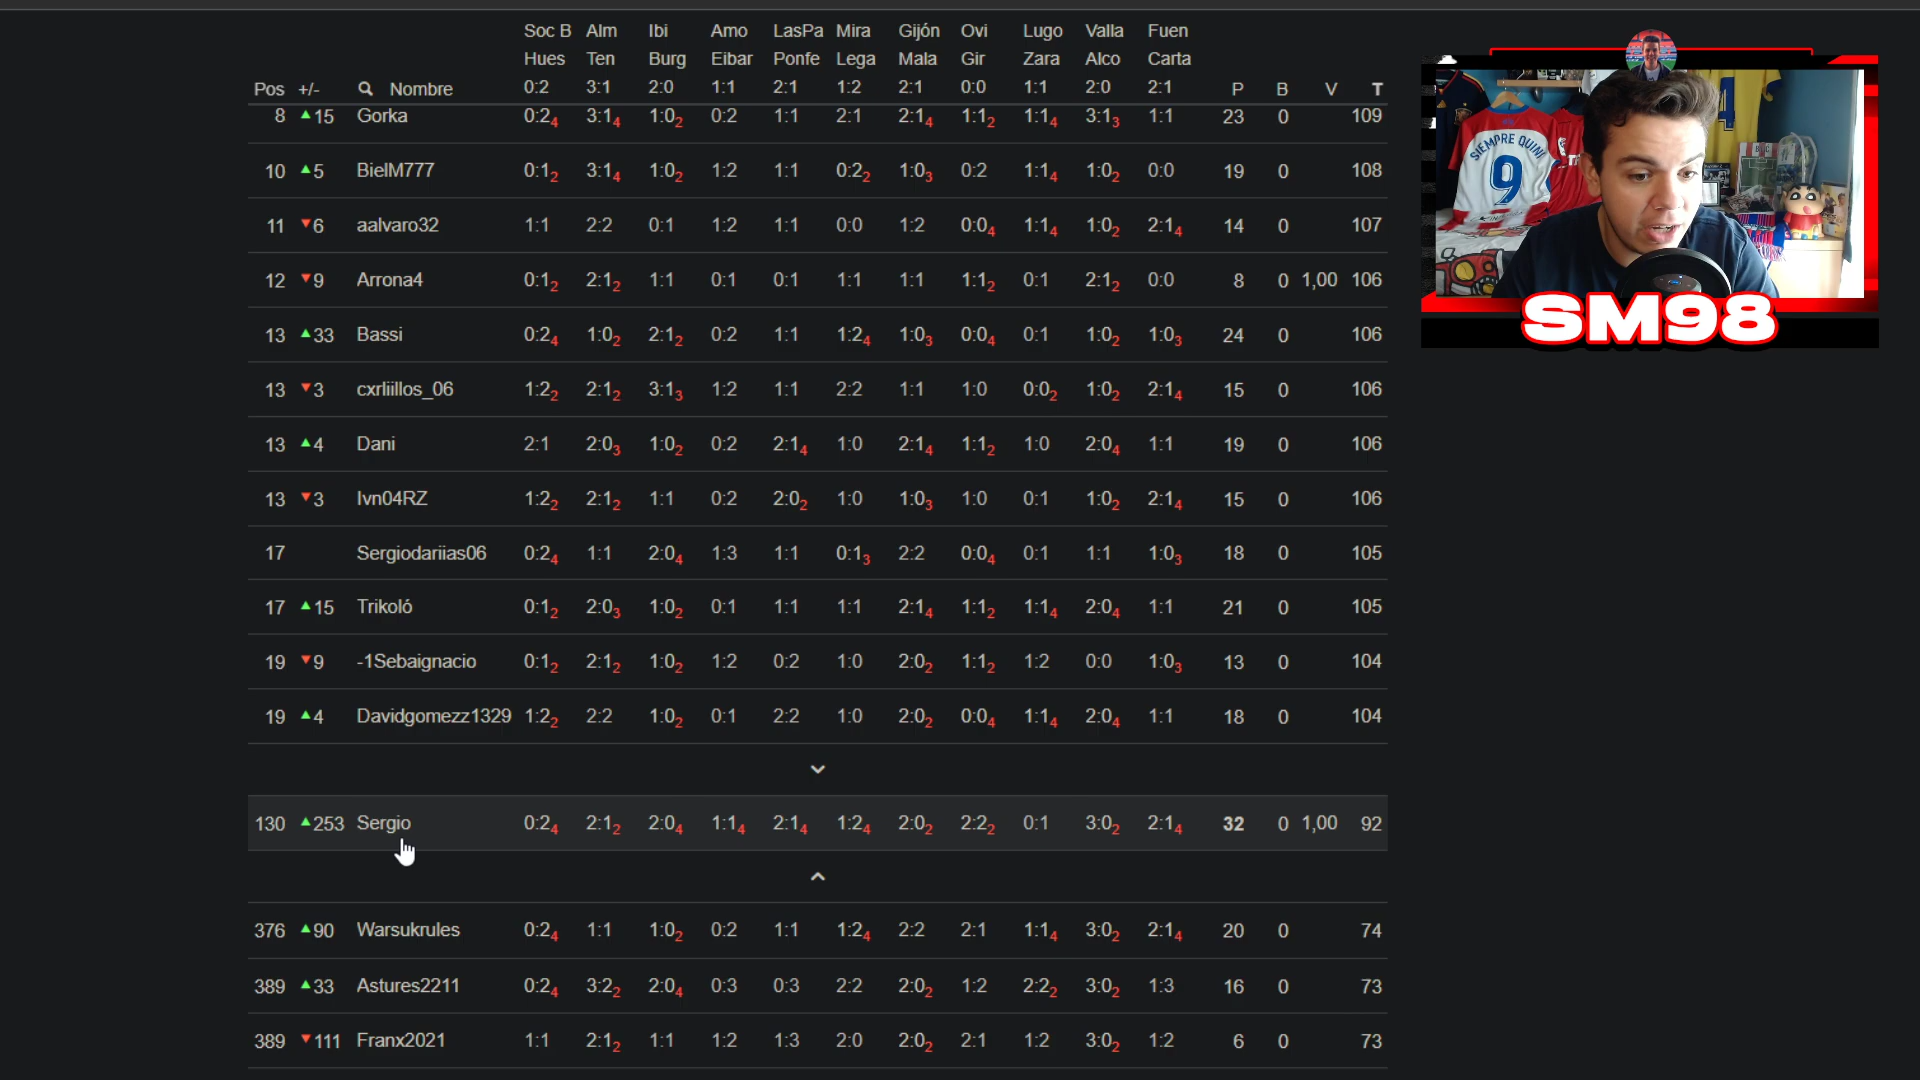 Soc B Alm Ibi Amo LasPa Mira Gijón Ovi Lugo Valla Fuen
Hues Ten Burg Eibar Ponfe Lega Mala Gir Zara Alco Carta
Pos +/- Nombre 0:2 3:1 2:0 1:1 2:1 1:2 2:1 0:0 1:1 2:0 2:1 P B V T
8 ▲15 Gorka 0:2₄ 3:1₄ 1:0₂ 0:2 1:1 2:1 2:1₄ 1:1₂ 1:1₄ 3:1₃ 1:1 23 0 109
10 ▲5 BielM777 0:1₂ 3:1₄ 1:0₂ 1:2 1:1 0:2₂ 1:0₃ 0:2 1:1₄ 1:0₂ 0:0 19 0 108
11 ▼6 aalvaro32 1:1 2:2 0:1 1:2 1:1 0:0 1:2 0:0₄ 1:1₄ 1:0₂ 2:1₄ 14 0 107
12 ▼9 Arrona4 0:1₂ 2:1₂ 1:1 0:1 0:1 1:1 1:1 1:1₂ 0:1 2:1₂ 0:0 8 0 1,00 106
13 ▲33 Bassi 0:2₄ 1:0₂ 2:1₂ 0:2 1:1 1:2₄ 1:0₃ 0:0₄ 0:1 1:0₂ 1:0₃ 24 0 106
13 ▼3 cxrliillos_06 1:2₂ 2:1₂ 3:1₃ 1:2 1:1 2:2 1:1 1:0 0:0₂ 1:0₂ 2:1₄ 15 0 106
13 ▲4 Dani 2:1 2:0₃ 1:0₂ 0:2 2:1₄ 1:0 2:1₄ 1:1₂ 1:0 2:0₄ 1:1 19 0 106
13 ▼3 Ivn04RZ 1:2₂ 2:1₂ 1:1 0:2 2:0₂ 1:0 1:0₃ 1:0 0:1 1:0₂ 2:1₄ 15 0 106
17 Sergiodariias06 0:2₄ 1:1 2:0₄ 1:3 1:1 0:1₃ 2:2 0:0₄ 0:1 1:1 1:0₃ 18 0 105
17 ▲15 Trikoló 0:1₂ 2:0₃ 1:0₂ 0:1 1:1 1:1 2:1₄ 1:1₂ 1:1₄ 2:0₄ 1:1 21 0 105
19 ▼9 -1Sebaignacio 0:1₂ 2:1₂ 1:0₂ 1:2 0:2 1:0 2:0₂ 1:1₂ 1:2 0:0 1:0₃ 13 0 104
19 ▲4 Davidgomezz1329 1:2₂ 2:2 1:0₂ 0:1 2:2 1:0 2:0₂ 0:0₄ 1:1₄ 2:0₄ 1:1 18 0 104
130 ▲253 Sergio 0:2₄ 2:1₂ 2:0₄ 1:1₄ 2:1₄ 1:2₄ 2:0₂ 2:2₂ 0:1 3:0₂ 2:1₄ 32 0 1,00 92
376 ▲90 Warsukrules 0:2₄ 1:1 1:0₂ 0:2 1:1 1:2₄ 2:2 2:1 1:1₄ 3:0₂ 2:1₄ 20 0 74
389 ▲33 Astures2211 0:2₄ 3:2₂ 2:0₄ 0:3 0:3 2:2 2:0₂ 1:2 2:2₂ 3:0₂ 1:3 16 0 73
389 ▼111 Franx2021 1:1 2:1₂ 1:1 1:2 1:3 2:0 2:0₂ 2:1 1:2 3:0₂ 1:2 6 0 73
SIEMPRE QUINI
9
SM98